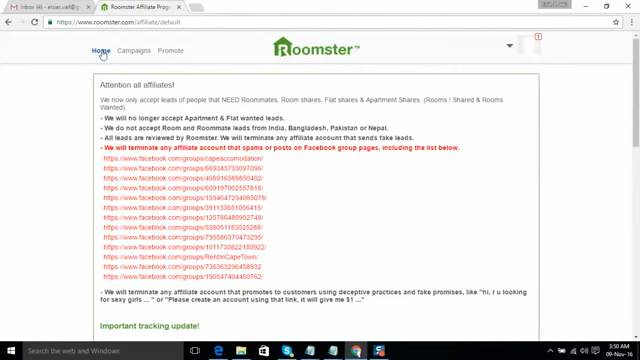 Inbox (0) - elser.vail@g
Roomster Affiliate Prog
https://www.roomster.com/affiliate/default
Home
Campaigns
Promote
Roomster™
Attention all affiliates!
We now only accept leads of people that NEED Roommates, Room shares, Flat shares & Apartment Shares. (Rooms / Shared & Rooms
Wanted).
- We will no longer accept Apartment & Flat wanted leads.
- We do not accept Room and Roommate leads from India, Bangladesh, Pakistan or Nepal.
- All leads are reviewed by Roomster. We will terminate any affiliate account that sends fake leads.
- We will terminate any affiliate account that spams or posts on Facebook group pages, including the list below.
https://www.facebook.com/groups/capeaccomodation/
https://www.facebook.com/groups/669345733097096/
https://www.facebook.com/groups/468916589850402/
https://www.facebook.com/groups/609197002557818/
https://www.facebook.com/groups/1594647294085078/
https://www.facebook.com/groups/391133651056415/
https://www.facebook.com/groups/125786480952748/
https://www.facebook.com/groups/538051183025288/
https://www.facebook.com/groups/795586370473295/
https://www.facebook.com/groups/1011730822180922/
https://www.facebook.com/groups/RentinCapeTown/
https://www.facebook.com/groups/736363296458932
https://www.facebook.com/groups/190547404460762/
- We will terminate any affiliate account that promotes to customers using deceptive practices and fake promises, like "hi, r u looking
for sexy girls ... " or "Please create an account using that link, it will give me $1 ..."
Important tracking update!
Search the web and Windows
3:50 AM
09-Nov-16